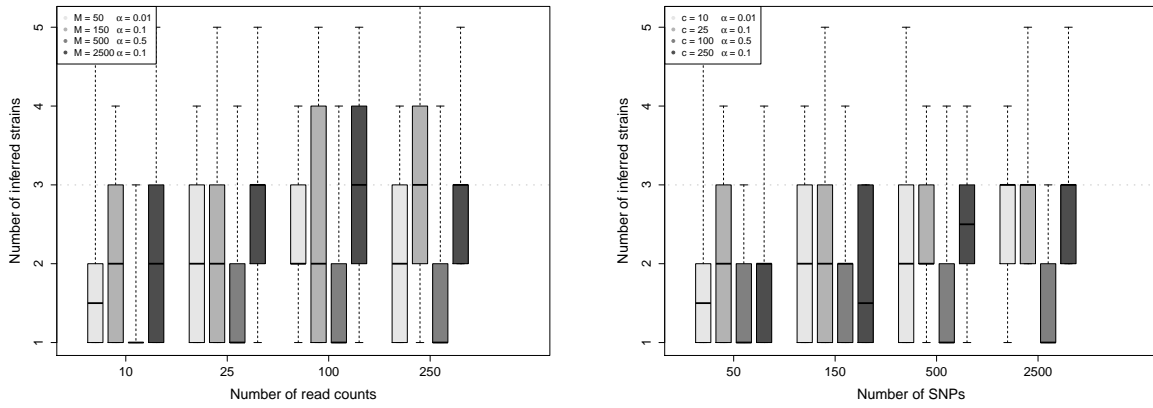 M = 50 α = 0.01
M = 150 α = 0.1
M = 500 α = 0.5
M = 2500 α = 0.1
5
4
3
2
1
Number of inferred strains
10 25 100 250
Number of read counts
c = 10 α = 0.01
c = 25 α = 0.1
c = 100 α = 0.5
c = 250 α = 0.1
5
4
3
2
1
Number of inferred strains
50 150 500 2500
Number of SNPs